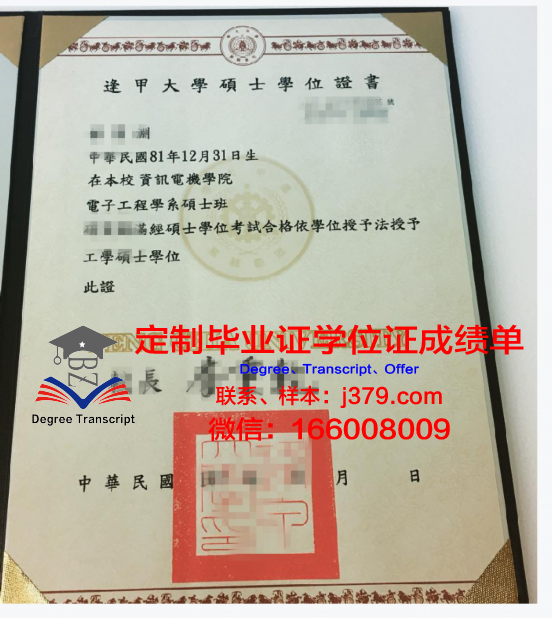 逢甲大學碩士學位證書
號
中華民國81年12月31日生
在本校 資訊電機學院
電子工程學系碩士班
滿經碩士學位考試合格依學位授予法授予
工學碩士學位
此證
BZ
Degree Transcript
定制毕业证学位证成绩单
Degree、Transcript、Offer
联系、样本：j379.com
微信：166008009
長
中華民國 月 日